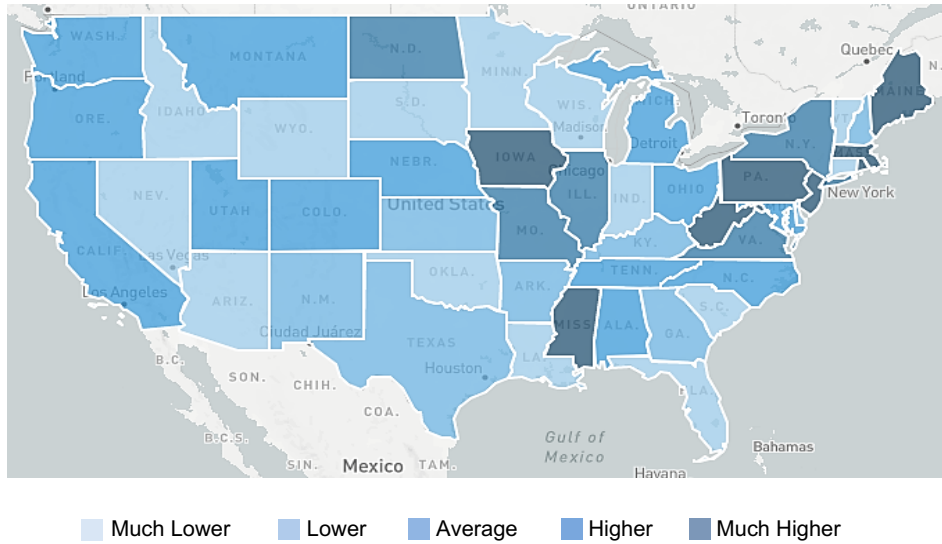 ONTARIO
WASH.
MONTANA
N.D.
MINN.
Quebec
Portland
MAINE
N.
ORE.
IDAHO
S.D.
WIS.
MICH.
Toronto
VT.
WYO.
Madison
Detroit
N.Y.
MASS.
IOWA
Chicago
NEBR.
PA.
New York
NEV.
UTAH
COLO.
United States
ILL.
IND.
OHIO
CALIF.
MO.
VA.
Las Vegas
KY.
Los Angeles
ARIZ.
N.M.
OKLA.
ARK.
TENN.
N.C.
Ciudad Juárez
TEXAS
MISS.
ALA.
GA.
S.C.
B.C.
SON.
CHIH.
Houston
LA.
FLA.
COA.
B.C.S.
SIN.
Mexico
TAM.
Gulf of
Mexico
Bahamas
Havana
Much Lower
Lower
Average
Higher
Much Higher